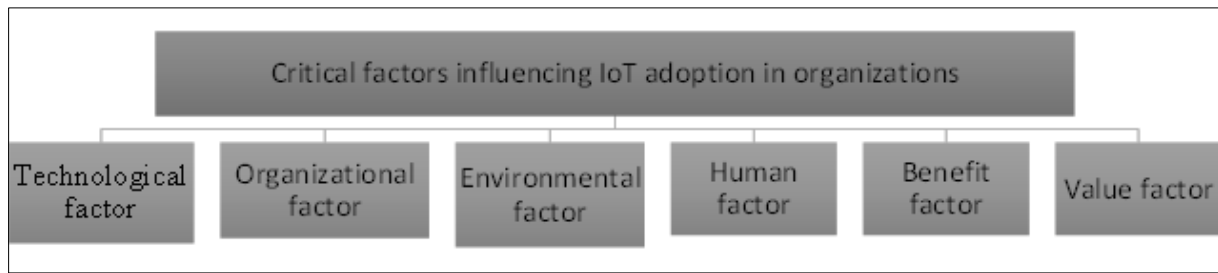 Critical factors influencing IoT adoption in organizations
Technological
factor
Organizational
factor
Environmental
factor
Human
factor
Benefit
factor
Value factor